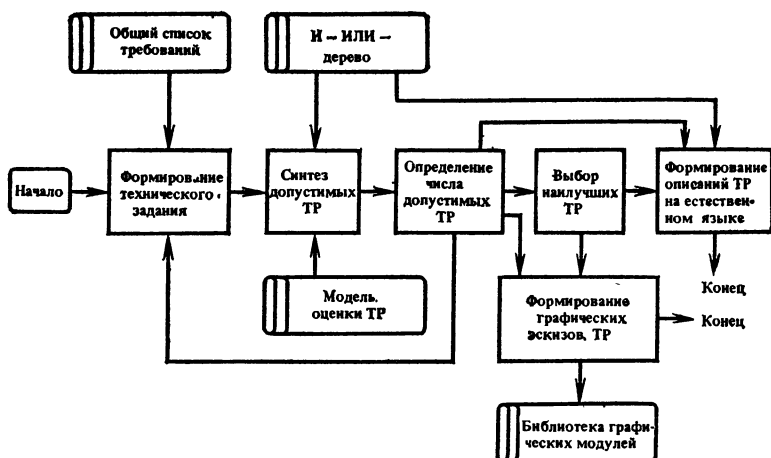 Общий список
требований
И – ИЛИ –
дерево
Начало
Формирование
технического
задания
Синтез
допустимых
ТР
Определение
числа
допустимых
ТР
Выбор
наилучших
ТР
Формирование
описаний ТР
на естествен-
ном языке
Модель
оценки ТР
Формирование
графических
эскизов, ТР
Конец
Конец
Библиотека графи-
ческих модулей